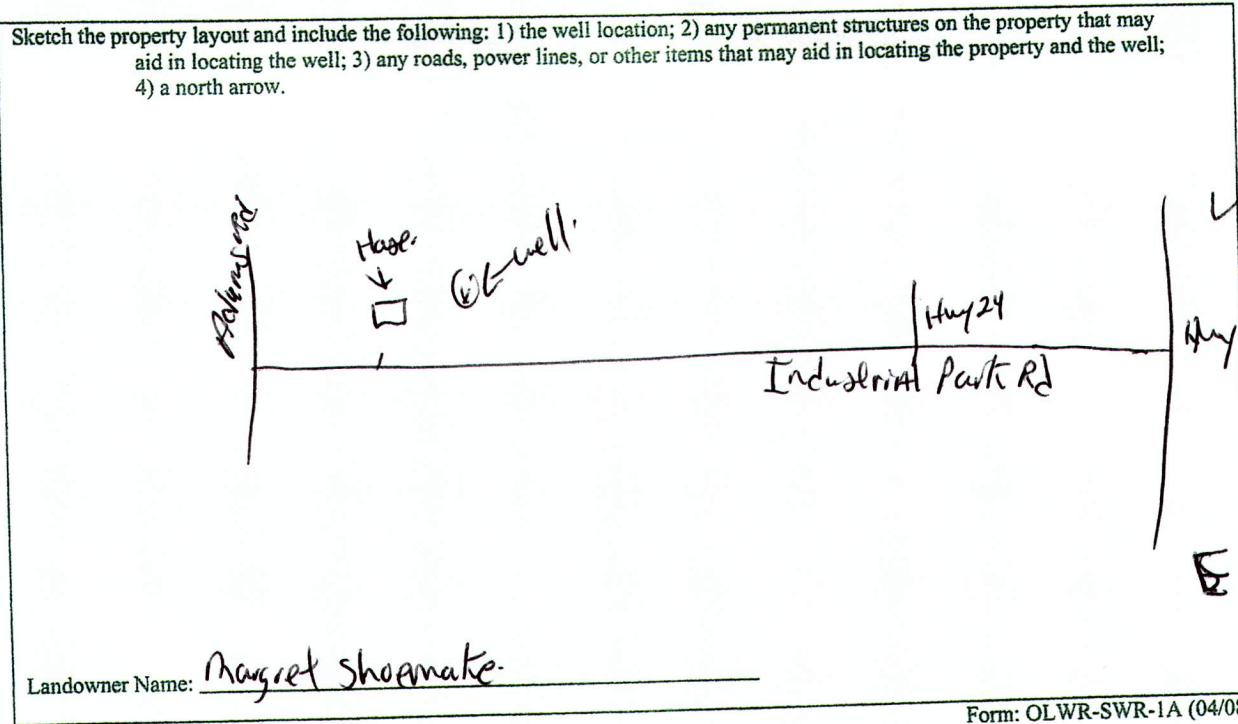 Sketch the property layout and include the following: 1) the well location; 2) any permanent structures on the property that may
aid in locating the well; 3) any roads, power lines, or other items that may aid in locating the property and the well;
4) a north arrow.
well
Hwy 24
Hwy
Industrial Park Rd
Landowner Name: Margret Shoemake
Form: OLWR-SWR-1A (04/08